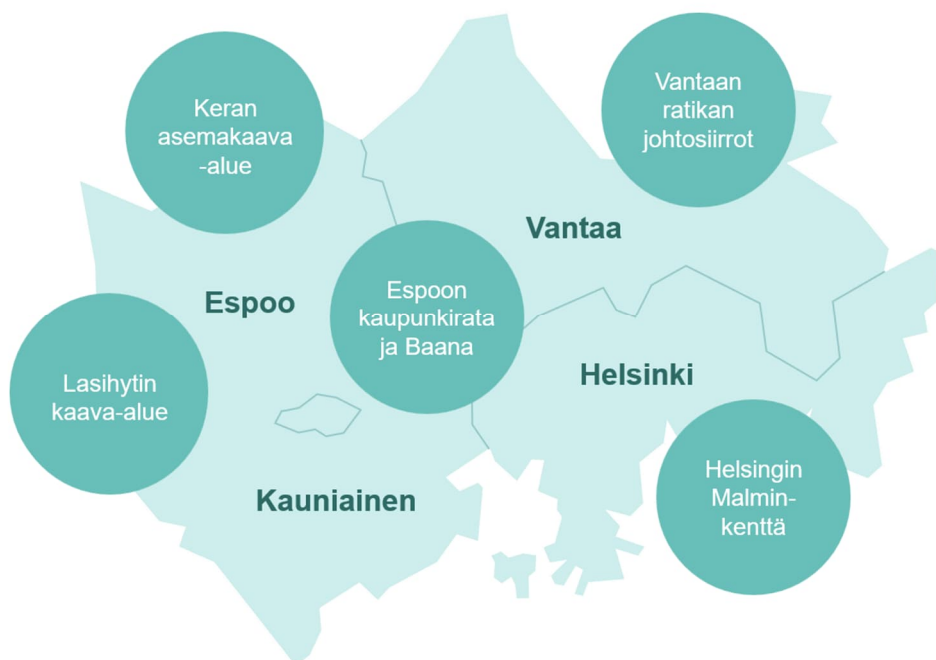 Keran
asemakaava
-alue
Vantaan
ratikan
johtosiirrot
Vantaa
Espoo
Espoon
kaupunkirata
ja Baana
Lasihytin
kaava-alue
Helsinki
Kauniainen
Helsingin
Malmin-
kenttä